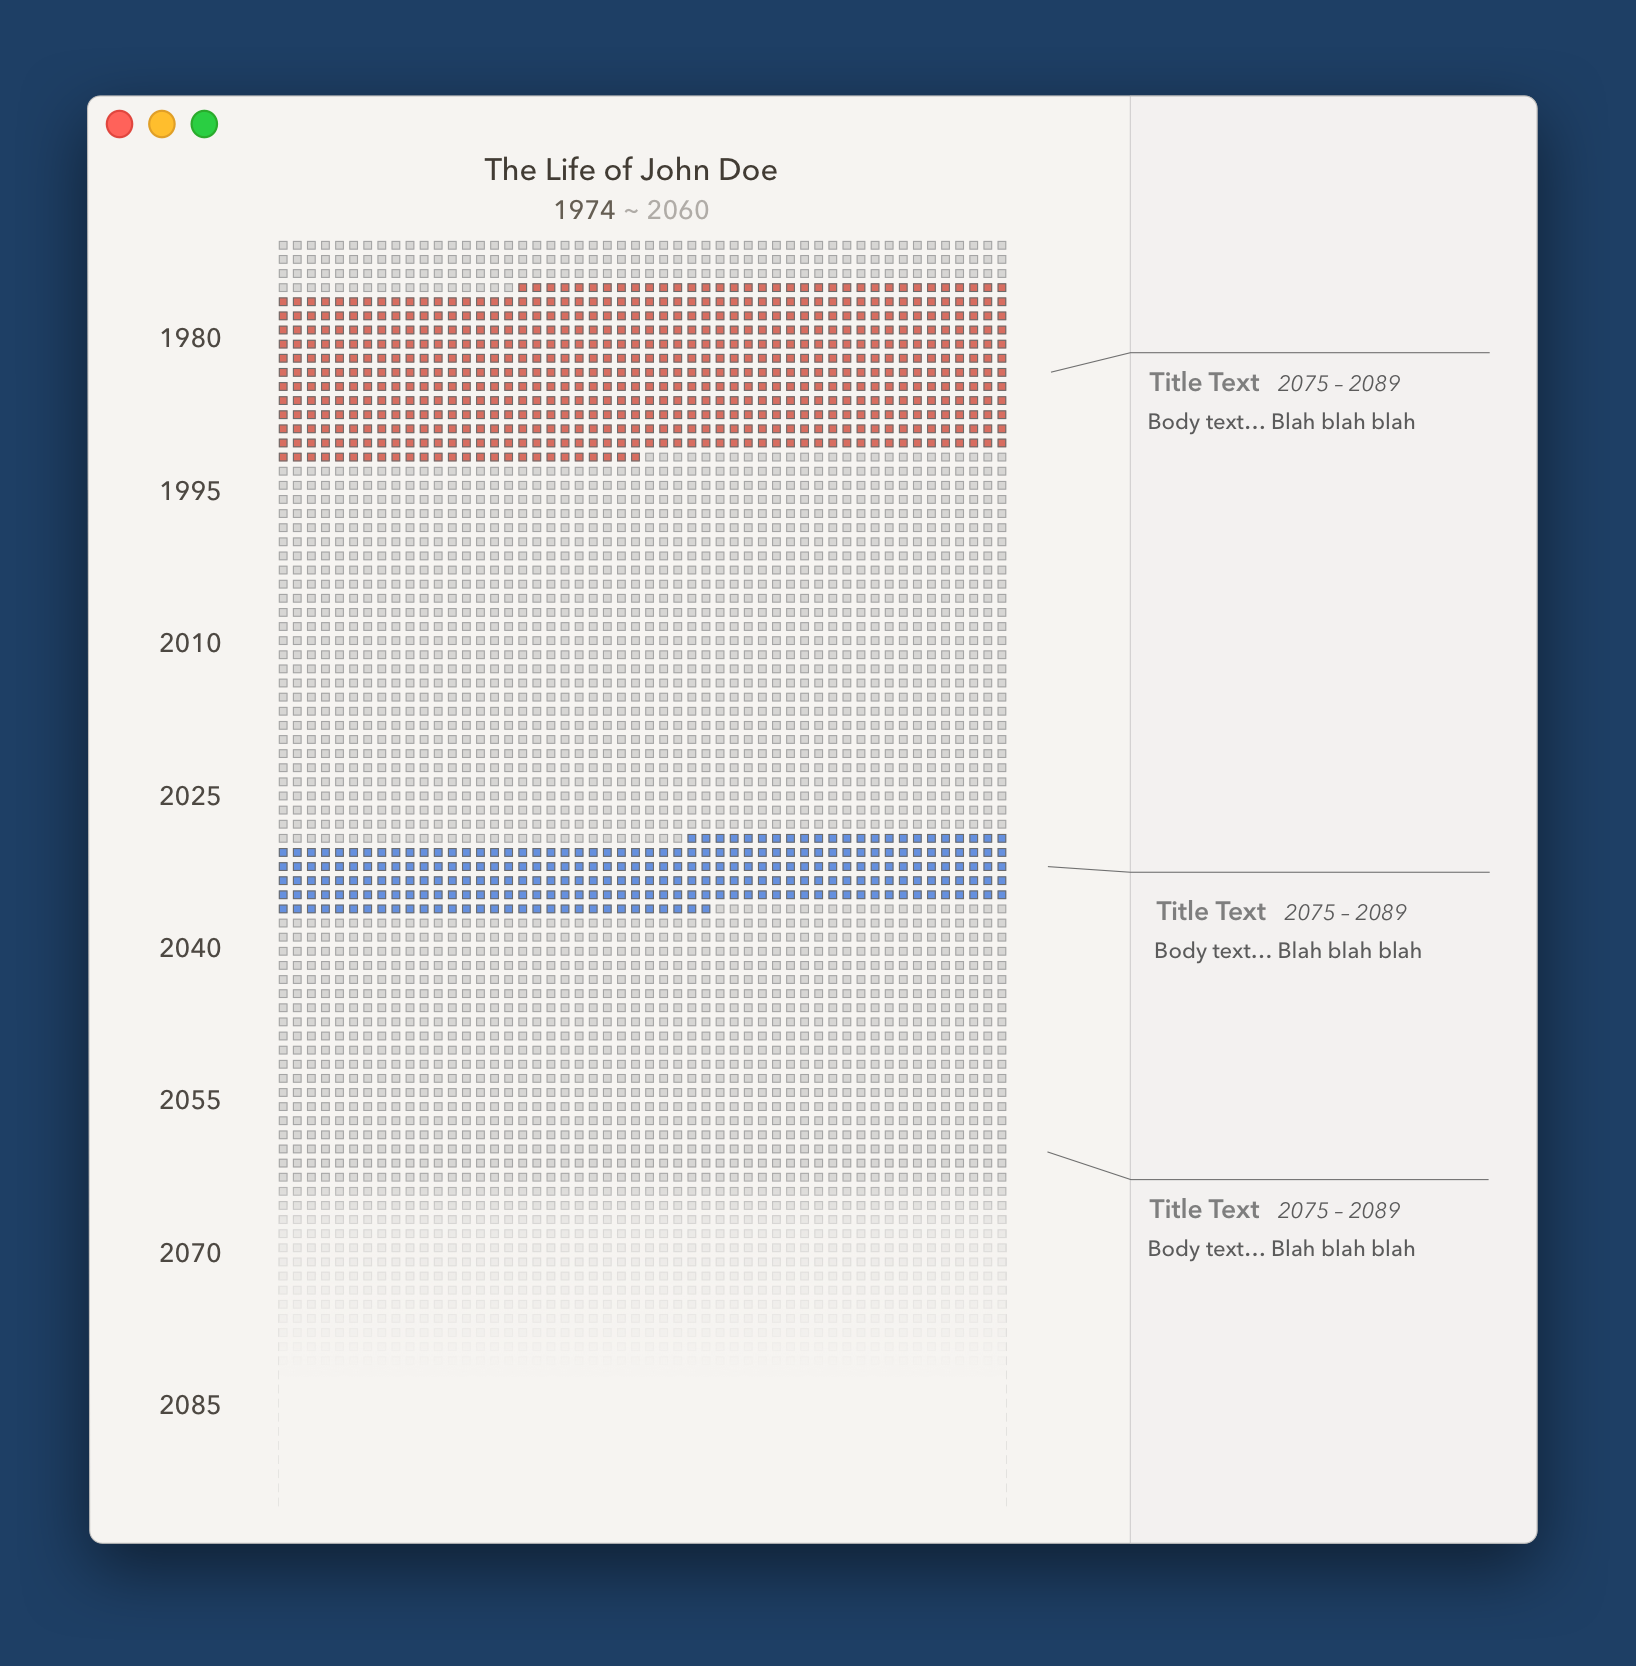 The Life of John Doe
1974 ~ 2060
1980
1995
2010
2025
2040
2055
2070
2085
Title Text 2075 – 2089
Body text... Blah blah blah
Title Text 2075 – 2089
Body text... Blah blah blah
Title Text 2075 – 2089
Body text... Blah blah blah